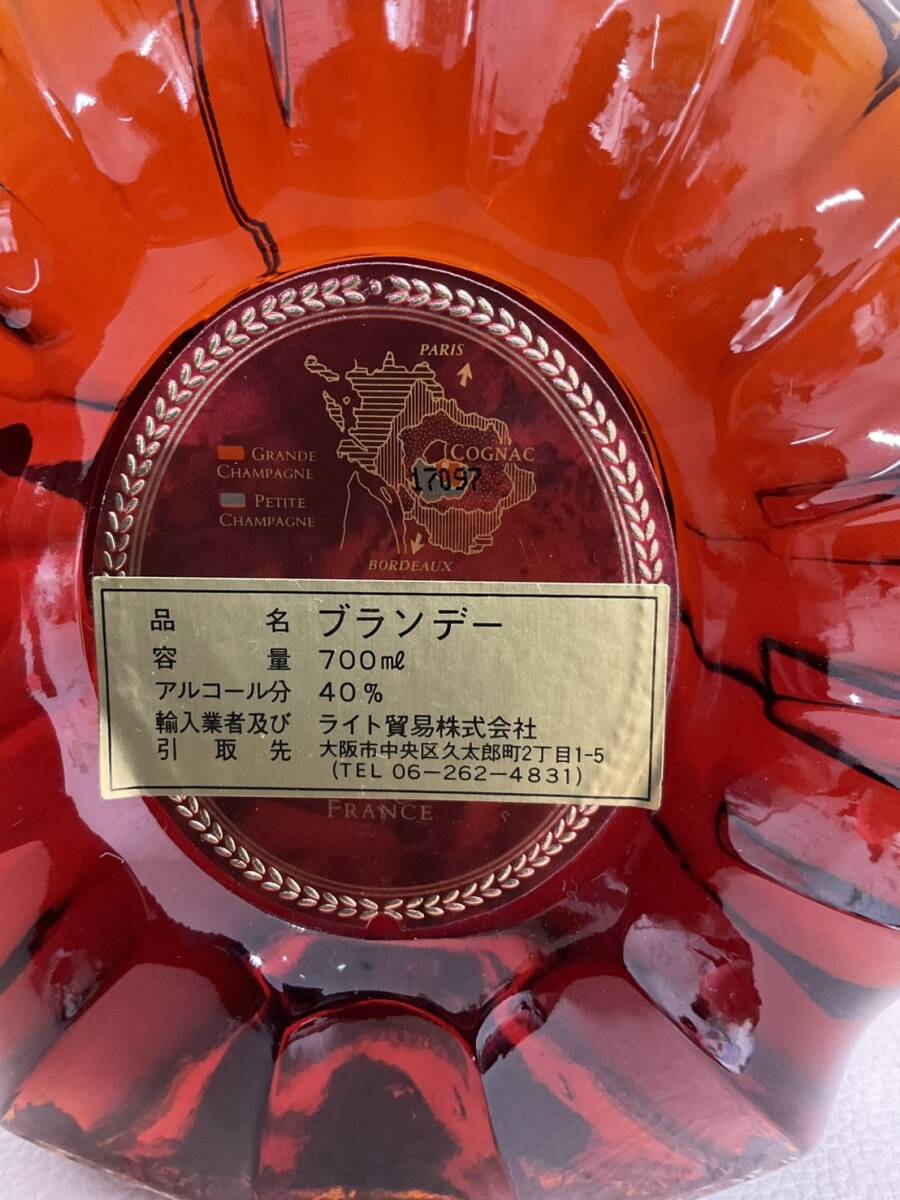 PARIS
GRANDE
CHAMPAGNE
COGNAC
17097
PETITE
CHAMPAGNE
BORDEAUX
品名 ブランデー
容量 700㎖
アルコール分 40%
輸入業者及び ライト貿易株式会社
引取先 大阪市中央区久太郎町2丁目1-5
(TEL 06-262-4831)
FRANCE